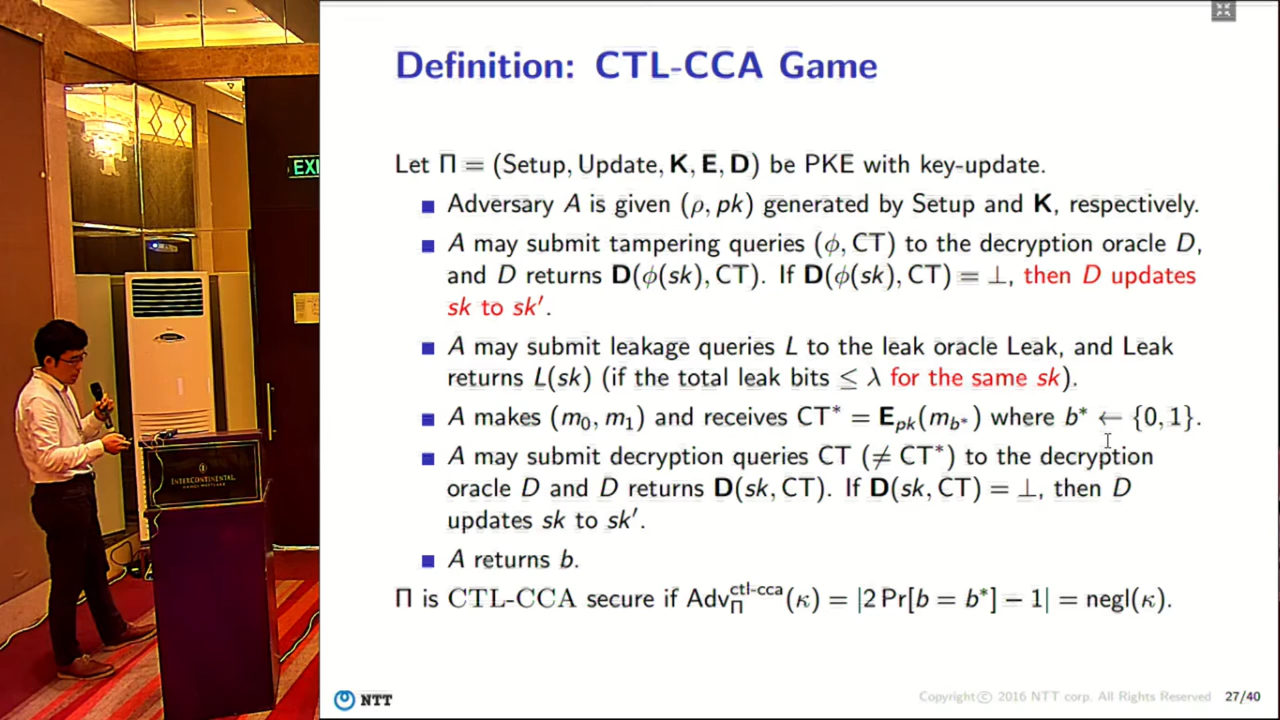 Definition: CTL-CCA Game
Let Π = (Setup, Update, K, E, D) be PKE with key-update.
Adversary A is given (ρ, pk) generated by Setup and K, respectively.
A may submit tampering queries (ϕ, CT) to the decryption oracle D,
and D returns D(ϕ(sk), CT). If D(ϕ(sk), CT) = ⊥, then D updates
sk to sk′.
A may submit leakage queries L to the leak oracle Leak, and Leak
returns L(sk) (if the total leak bits ≤ λ for the same sk).
A makes (m₀, m₁) and receives CT* = E_pk(m_b*) where b* ← {0, 1}.
A may submit decryption queries CT (≠ CT*) to the decryption
oracle D and D returns D(sk, CT). If D(sk, CT) = ⊥, then D
updates sk to sk′.
A returns b.
Π is CTL-CCA secure if Adv_Π^ctl-cca(κ) = |2 Pr[b = b*] − 1| = negl(κ).
NTT
Copyright© 2016 NTT corp. All Rights Reserved 27/40
EXI
INTERCONTINENTAL